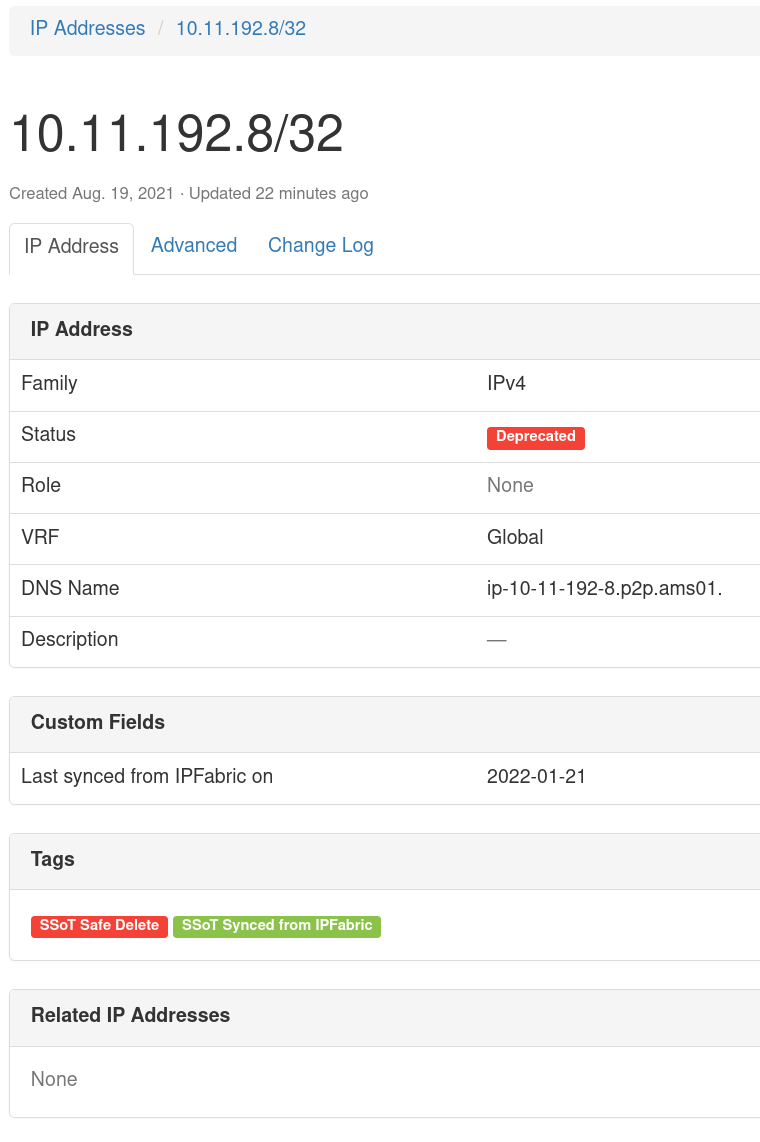 IP Addresses / 10.11.192.8/32
10.11.192.8/32
Created Aug. 19, 2021 · Updated 22 minutes ago
IP Address Advanced Change Log
IP Address
Family IPv4
Status Deprecated
Role None
VRF Global
DNS Name ip-10-11-192-8.p2p.ams01.
Description —
Custom Fields
Last synced from IPFabric on 2022-01-21
Tags
SSoT Safe Delete SSoT Synced from IPFabric
Related IP Addresses
None